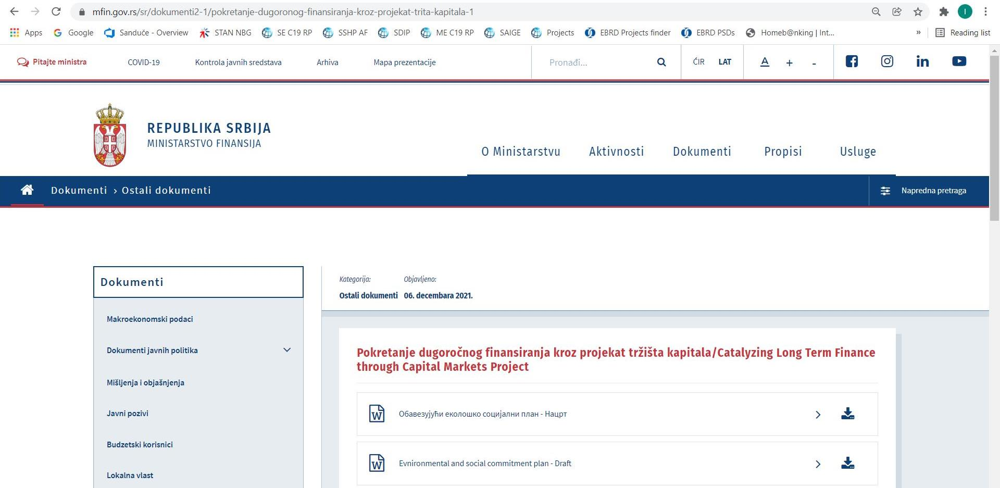 mfin.gov.rs/sr/dokumenti2-1/pokretanje-dugoronog-finansiranja-kroz-projekat-trita-kapitala-1
I
Apps Google Sanduče - Overview STAN NBG SE C19 RP SSHP AF SDIP ME C19 RP SAIGE Projects EBRD Projects finder EBRD PSDs Homeb@nking | Int... » Reading list
Pitajte ministra COVID-19 Kontrola javnih sredstava Arhiva Mapa prezentacije Pronađi... ĆIR LAT A + -
REPUBLIKA SRBIJA
MINISTARSTVO FINANSIJA
O Ministarstvu Aktivnosti Dokumenti Propisi Usluge
Dokumenti › Ostali dokumenti Napredna pretraga
Dokumenti
Makroekonomski podaci
Dokumenti javnih politika
Mišljenja i objašnjenja
Javni pozivi
Budzetski korisnici
Lokalna vlast
Kategorija: Objavljeno:
Ostali dokumenti 06. decembara 2021.
Pokretanje dugoročnog finansiranja kroz projekat tržišta kapitala/Catalyzing Long Term Finance
through Capital Markets Project
W Обавезујући еколошко социјални план - Нацрт
W Evnironmental and social commitment plan - Draft